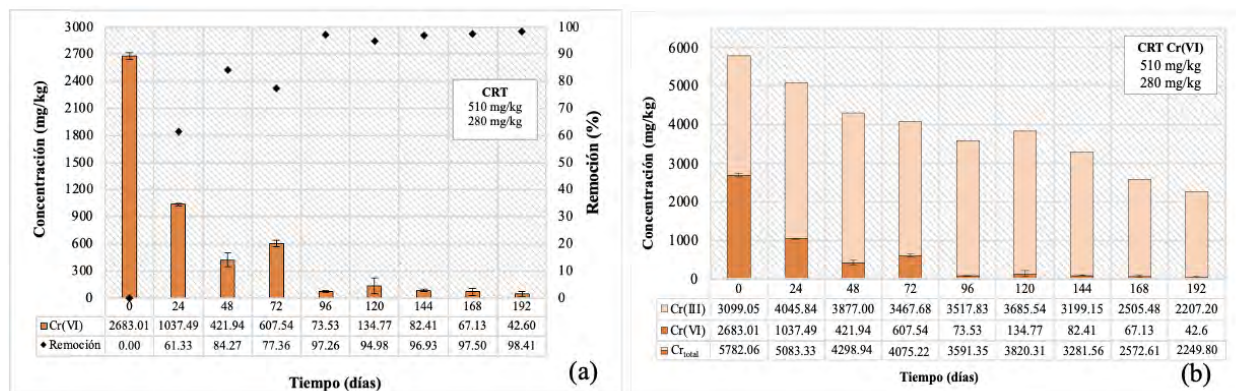 3000
2700
2400
2100
1800
1500
1200
900
600
300
0
Concentración (mg/kg)
100
90
80
70
60
50
40
30
20
10
0
Remoción (%)
CRT
510 mg/kg
280 mg/kg
0 24 48 72 96 120 144 168 192
Cr(VI) 2683.01 1037.49 421.94 607.54 73.53 134.77 82.41 67.13 42.60
Remoción 0.00 61.33 84.27 77.36 97.26 94.98 96.93 97.50 98.41
Tiempo (días)
(a)
6000
5000
4000
3000
2000
1000
0
Concentración (mg/kg)
CRT Cr(VI)
510 mg/kg
280 mg/kg
0 24 48 72 96 120 144 168 192
Cr(III) 3099.05 4045.84 3877.00 3467.68 3517.83 3685.54 3199.15 2505.48 2207.20
Cr(VI) 2683.01 1037.49 421.94 607.54 73.53 134.77 82.41 67.13 42.6
Cr total 5782.06 5083.33 4298.94 4075.22 3591.35 3820.31 3281.56 2572.61 2249.80
Tiempo (días)
(b)